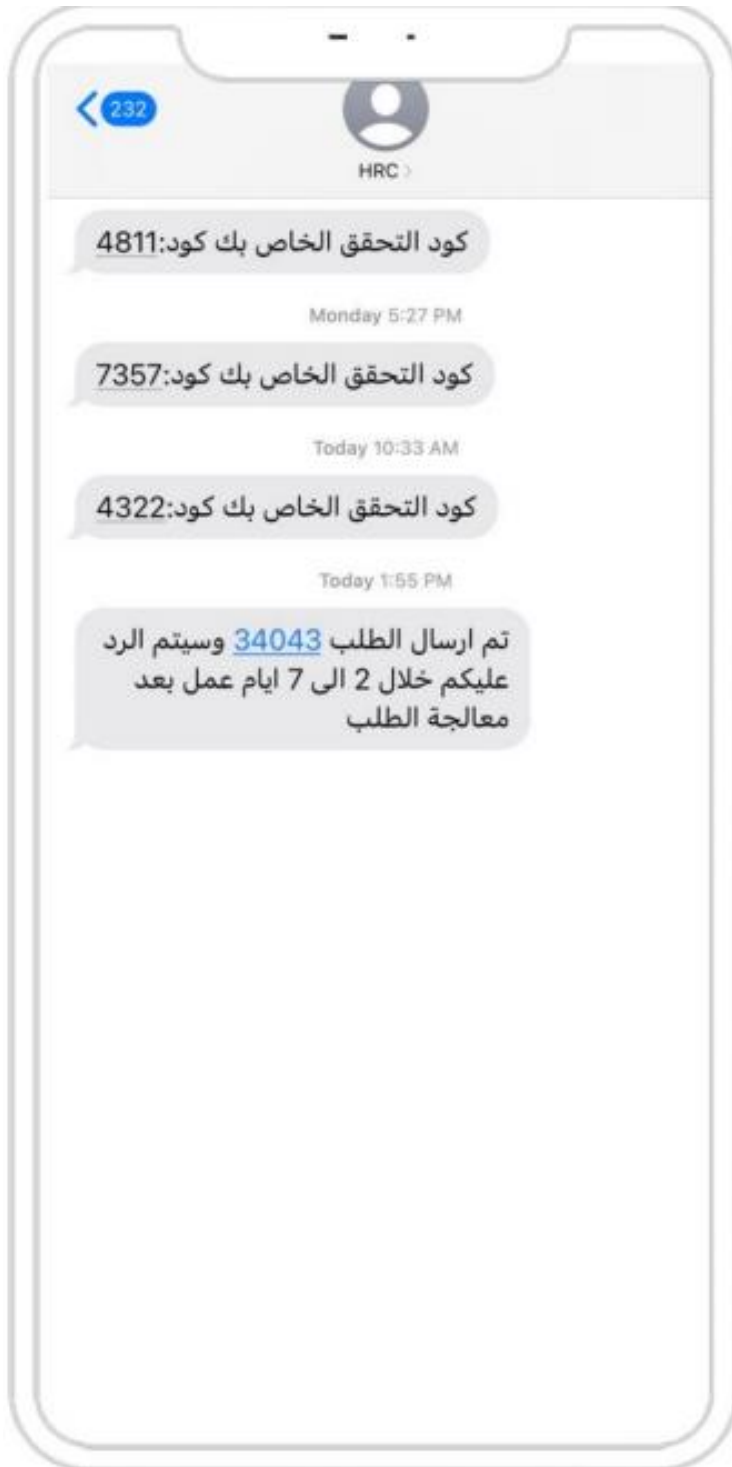 232
HRC
كود التحقق الخاص بك كود:4811
Monday 5:27 PM
كود التحقق الخاص بك كود:7357
Today 10:33 AM
كود التحقق الخاص بك كود:4322
Today 1:55 PM
تم ارسال الطلب 34043 وسيتم الرد
عليكم خلال 2 الى 7 ايام عمل بعد
معالجة الطلب